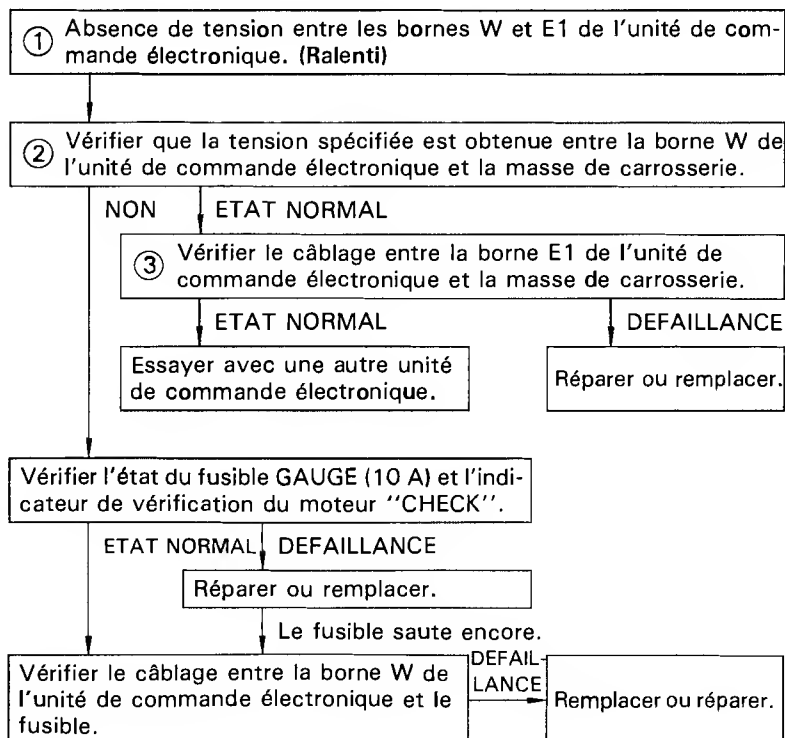 ① Absence de tension entre les bornes W et E1 de l'unité de com-
mande électronique. (Ralenti)
② Vérifier que la tension spécifiée est obtenue entre la borne W de
l'unité de commande électronique et la masse de carrosserie.
NON ETAT NORMAL
③ Vérifier le câblage entre la borne E1 de l'unité de
commande électronique et la masse de carrosserie.
ETAT NORMAL DEFAILLANCE
Essayer avec une autre unité
de commande électronique.
Réparer ou remplacer.
Vérifier l'état du fusible GAUGE (10 A) et l'indi-
cateur de vérification du moteur ''CHECK''.
ETAT NORMAL DEFAILLANCE
Réparer ou remplacer.
Le fusible saute encore.
Vérifier le câblage entre la borne W de
l'unité de commande électronique et le
fusible.
DEFAIL-
LANCE
Remplacer ou réparer.